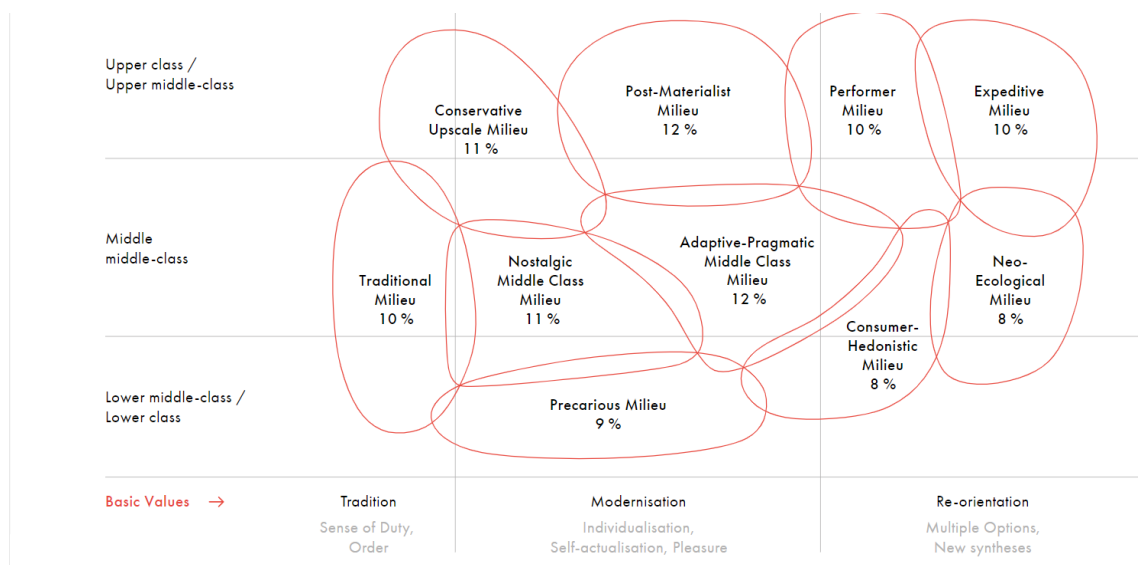 Upper class /
Upper middle-class
Conservative
Upscale Milieu
11 %
Post-Materialist
Milieu
12 %
Performer
Milieu
10 %
Expeditive
Milieu
10 %
Middle
middle-class
Traditional
Milieu
10 %
Nostalgic
Middle Class
Milieu
11 %
Adaptive-Pragmatic
Middle Class
Milieu
12 %
Neo-
Ecological
Milieu
8 %
Consumer-
Hedonistic
Milieu
8 %
Lower middle-class /
Lower class
Precarious Milieu
9 %
Basic Values →
Tradition
Sense of Duty,
Order
Modernisation
Individualisation,
Self-actualisation, Pleasure
Re-orientation
Multiple Options,
New syntheses